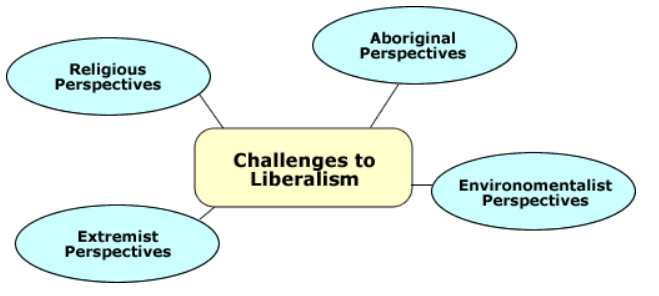 Aboriginal
Perspectives
Religious
Perspectives
Challenges to
Liberalism
Environomentalist
Perspectives
Extremist
Perspectives